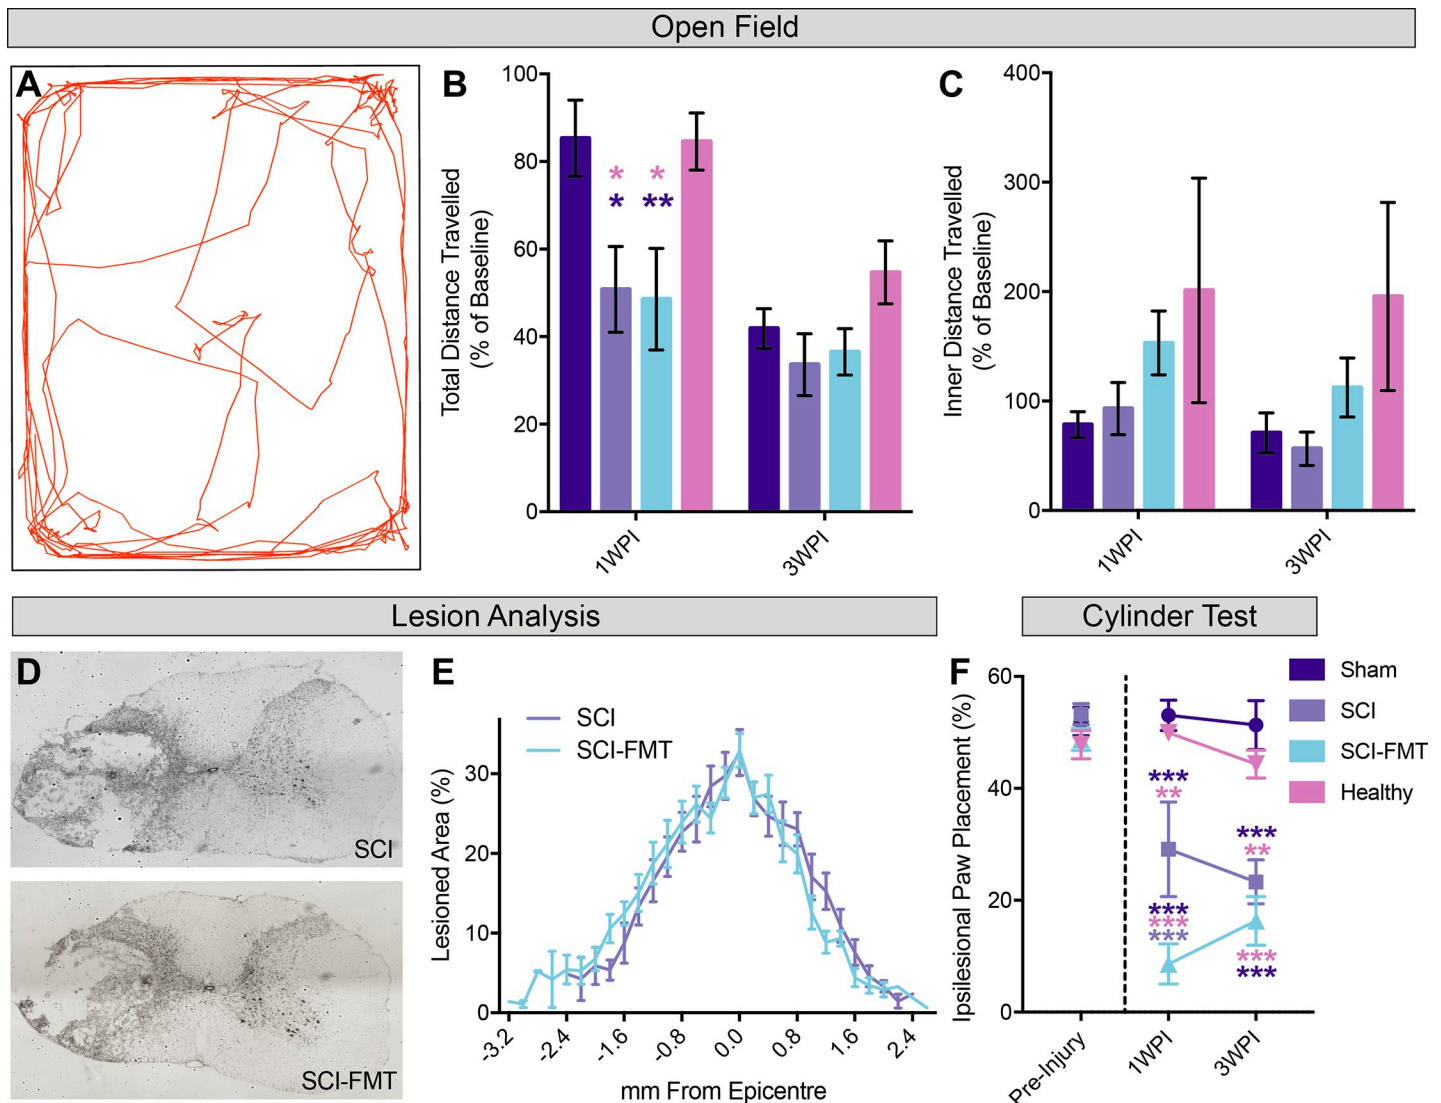 Open Field
A
B
Total Distance Travelled
(% of Baseline)
100
80
60
40
20
0
*
*
*
**
1WPI
3WPI
C
Inner Distance Travelled
(% of Baseline)
400
300
200
100
0
1WPI
3WPI
Lesion Analysis
D
SCI
SCI-FMT
E
SCI
SCI-FMT
Lesioned Area (%)
30
20
10
0
-3.2
-2.4
-1.6
-0.8
0.0
0.8
1.6
2.4
mm From Epicentre
Cylinder Test
F
Ipsilesional Paw Placement (%)
60
40
20
0
***
**
***
***
***
***
**
***
***
Pre-Injury
1WPI
3WPI
Sham
SCI
SCI-FMT
Healthy